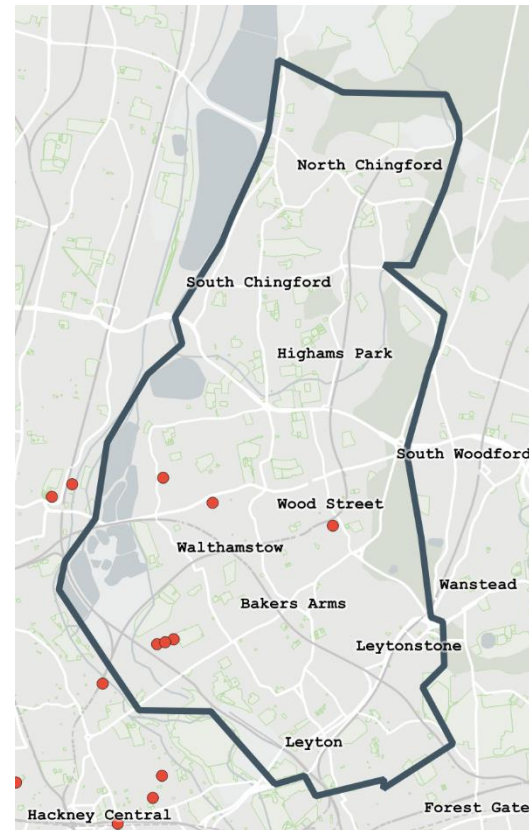 North Chingford
South Chingford
Highams Park
South Woodford
Wood Street
Walthamstow
Wanstead
Bakers Arms
Leytonstone
Leyton
Forest Gate
Hackney Central